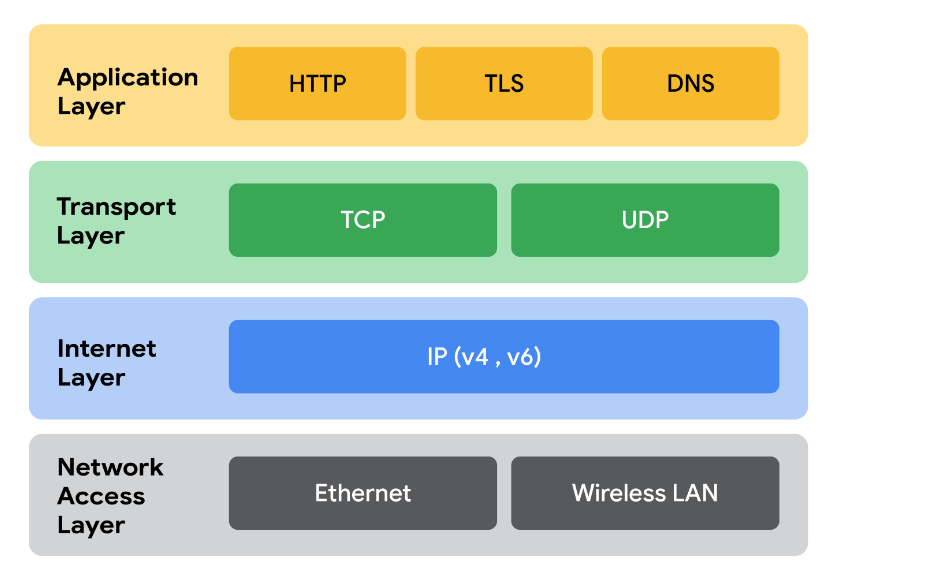 Application
Layer
HTTP
TLS
DNS
Transport
Layer
TCP
UDP
Internet
Layer
IP (v4 , v6)
Network
Access
Layer
Ethernet
Wireless LAN